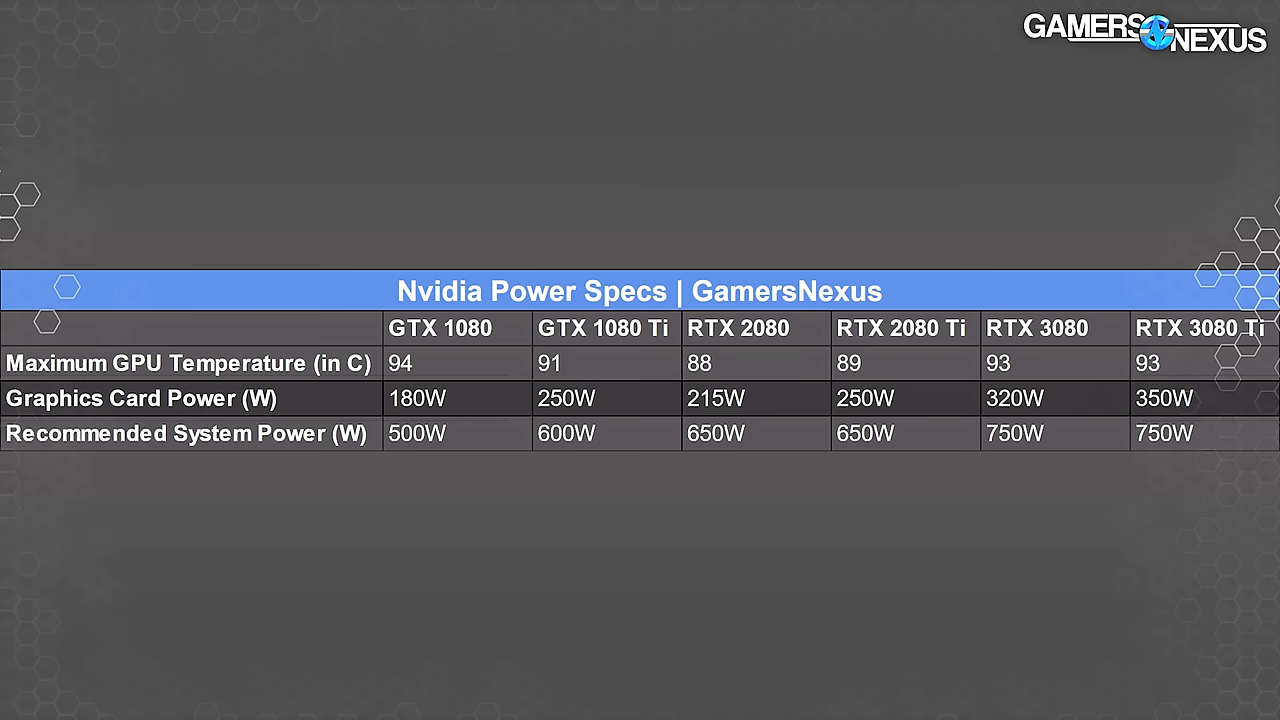 GAMERS NEXUS
Nvidia Power Specs | GamersNexus
GTX 1080 GTX 1080 Ti RTX 2080 RTX 2080 Ti RTX 3080 RTX 3080 Ti
Maximum GPU Temperature (in C) 94 91 88 89 93 93
Graphics Card Power (W) 180W 250W 215W 250W 320W 350W
Recommended System Power (W) 500W 600W 650W 650W 750W 750W